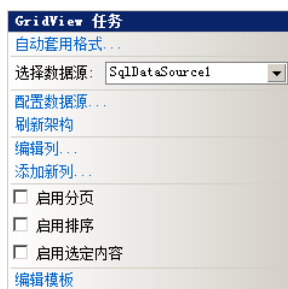 GridView 任务
自动套用格式...
选择数据源: SqlDataSource1
配置数据源...
刷新架构
编辑列...
添加新列...
启用分页
启用排序
启用选定内容
编辑模板